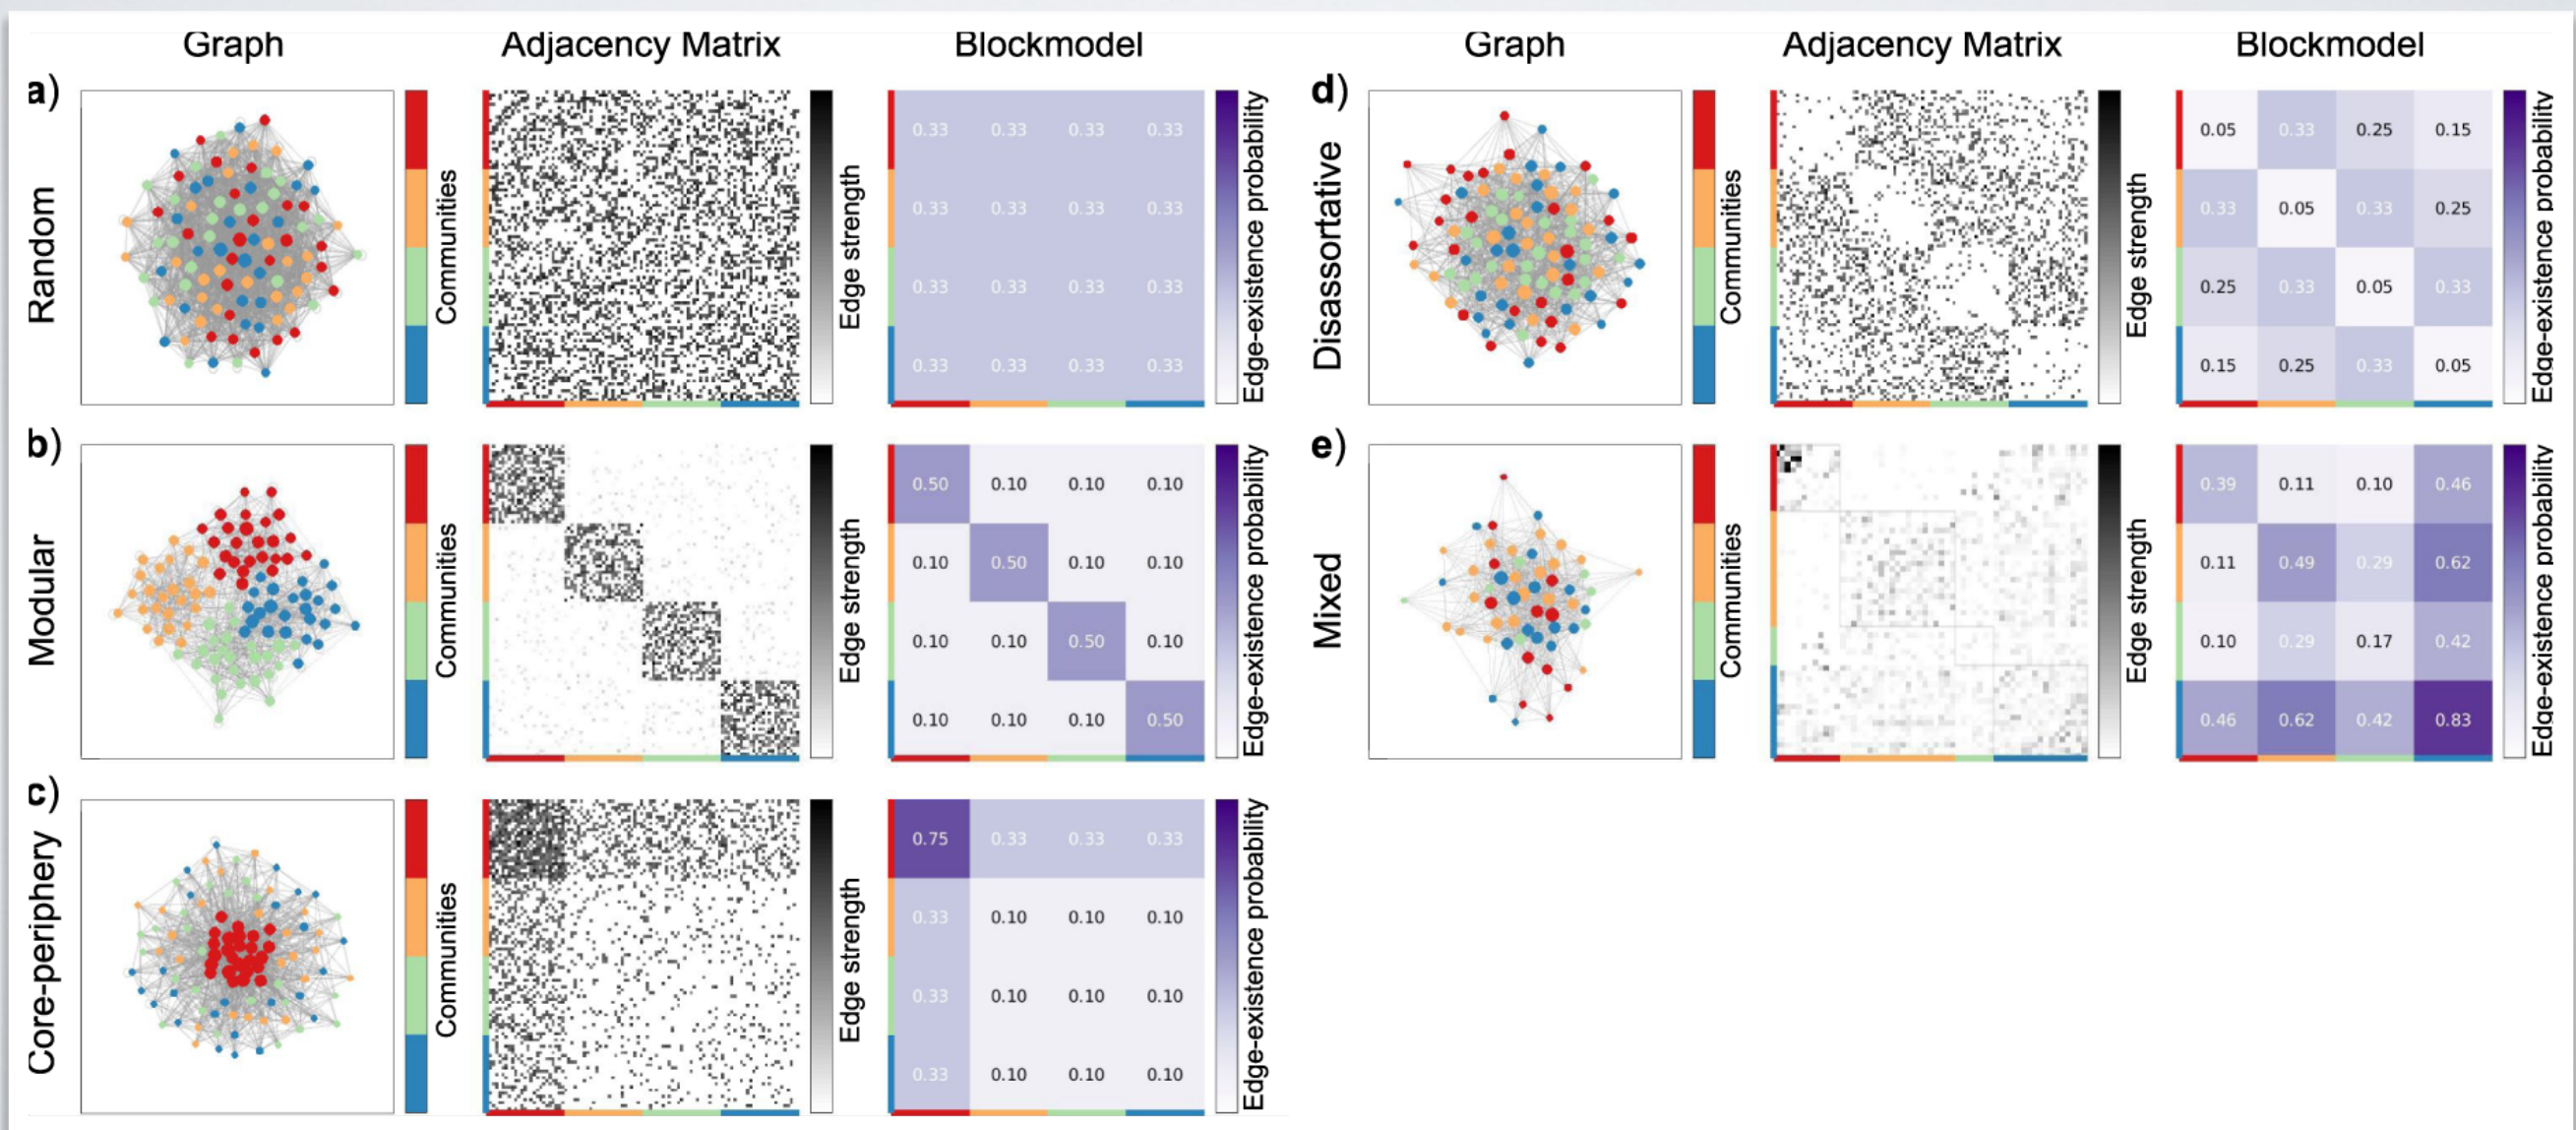 Graph Adjacency Matrix Blockmodel
a)
Random
Communities
Edge strength
0.33 0.33 0.33 0.33
0.33 0.33 0.33 0.33
0.33 0.33 0.33 0.33
0.33 0.33 0.33 0.33
Edge-existence probability
b)
Modular
Communities
Edge strength
0.50 0.10 0.10 0.10
0.10 0.50 0.10 0.10
0.10 0.10 0.50 0.10
0.10 0.10 0.10 0.50
Edge-existence probability
c)
Core-periphery
Communities
Edge strength
0.75 0.33 0.33 0.33
0.33 0.10 0.10 0.10
0.33 0.10 0.10 0.10
0.33 0.10 0.10 0.10
Edge-existence probability
Graph Adjacency Matrix Blockmodel
d)
Disassortative
Communities
Edge strength
0.05 0.33 0.25 0.15
0.33 0.05 0.33 0.25
0.25 0.33 0.05 0.33
0.15 0.25 0.33 0.05
Edge-existence probability
e)
Mixed
Communities
Edge strength
0.39 0.11 0.10 0.46
0.11 0.49 0.29 0.62
0.10 0.29 0.17 0.42
0.46 0.62 0.42 0.83
Edge-existence probability